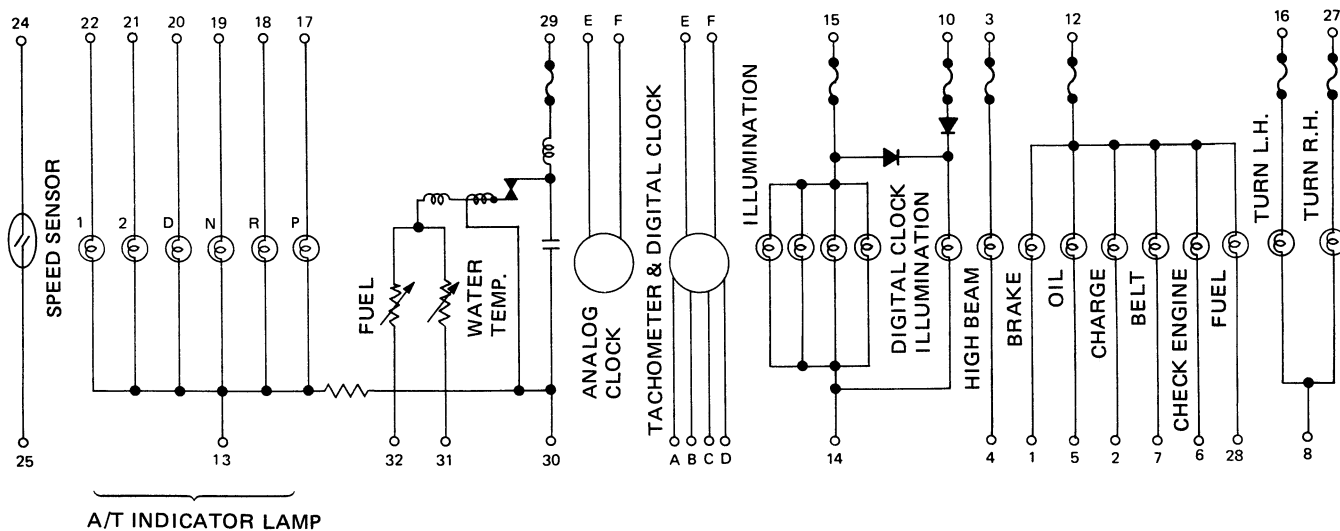 24 22 21 20 19 18 17 29 E F E F 15 10 3 12 16 27
SPEED SENSOR
1 2 D N R P
FUEL
WATER
TEMP.
ANALOG
CLOCK
TACHOMETER & DIGITAL CLOCK
ILLUMINATION
DIGITAL CLOCK
ILLUMINATION
HIGH BEAM
BRAKE
OIL
CHARGE
BELT
CHECK ENGINE
FUEL
TURN L.H.
TURN R.H.
25 13 32 31 30 A B C D 14 4 1 5 2 7 6 28 8
A/T INDICATOR LAMP